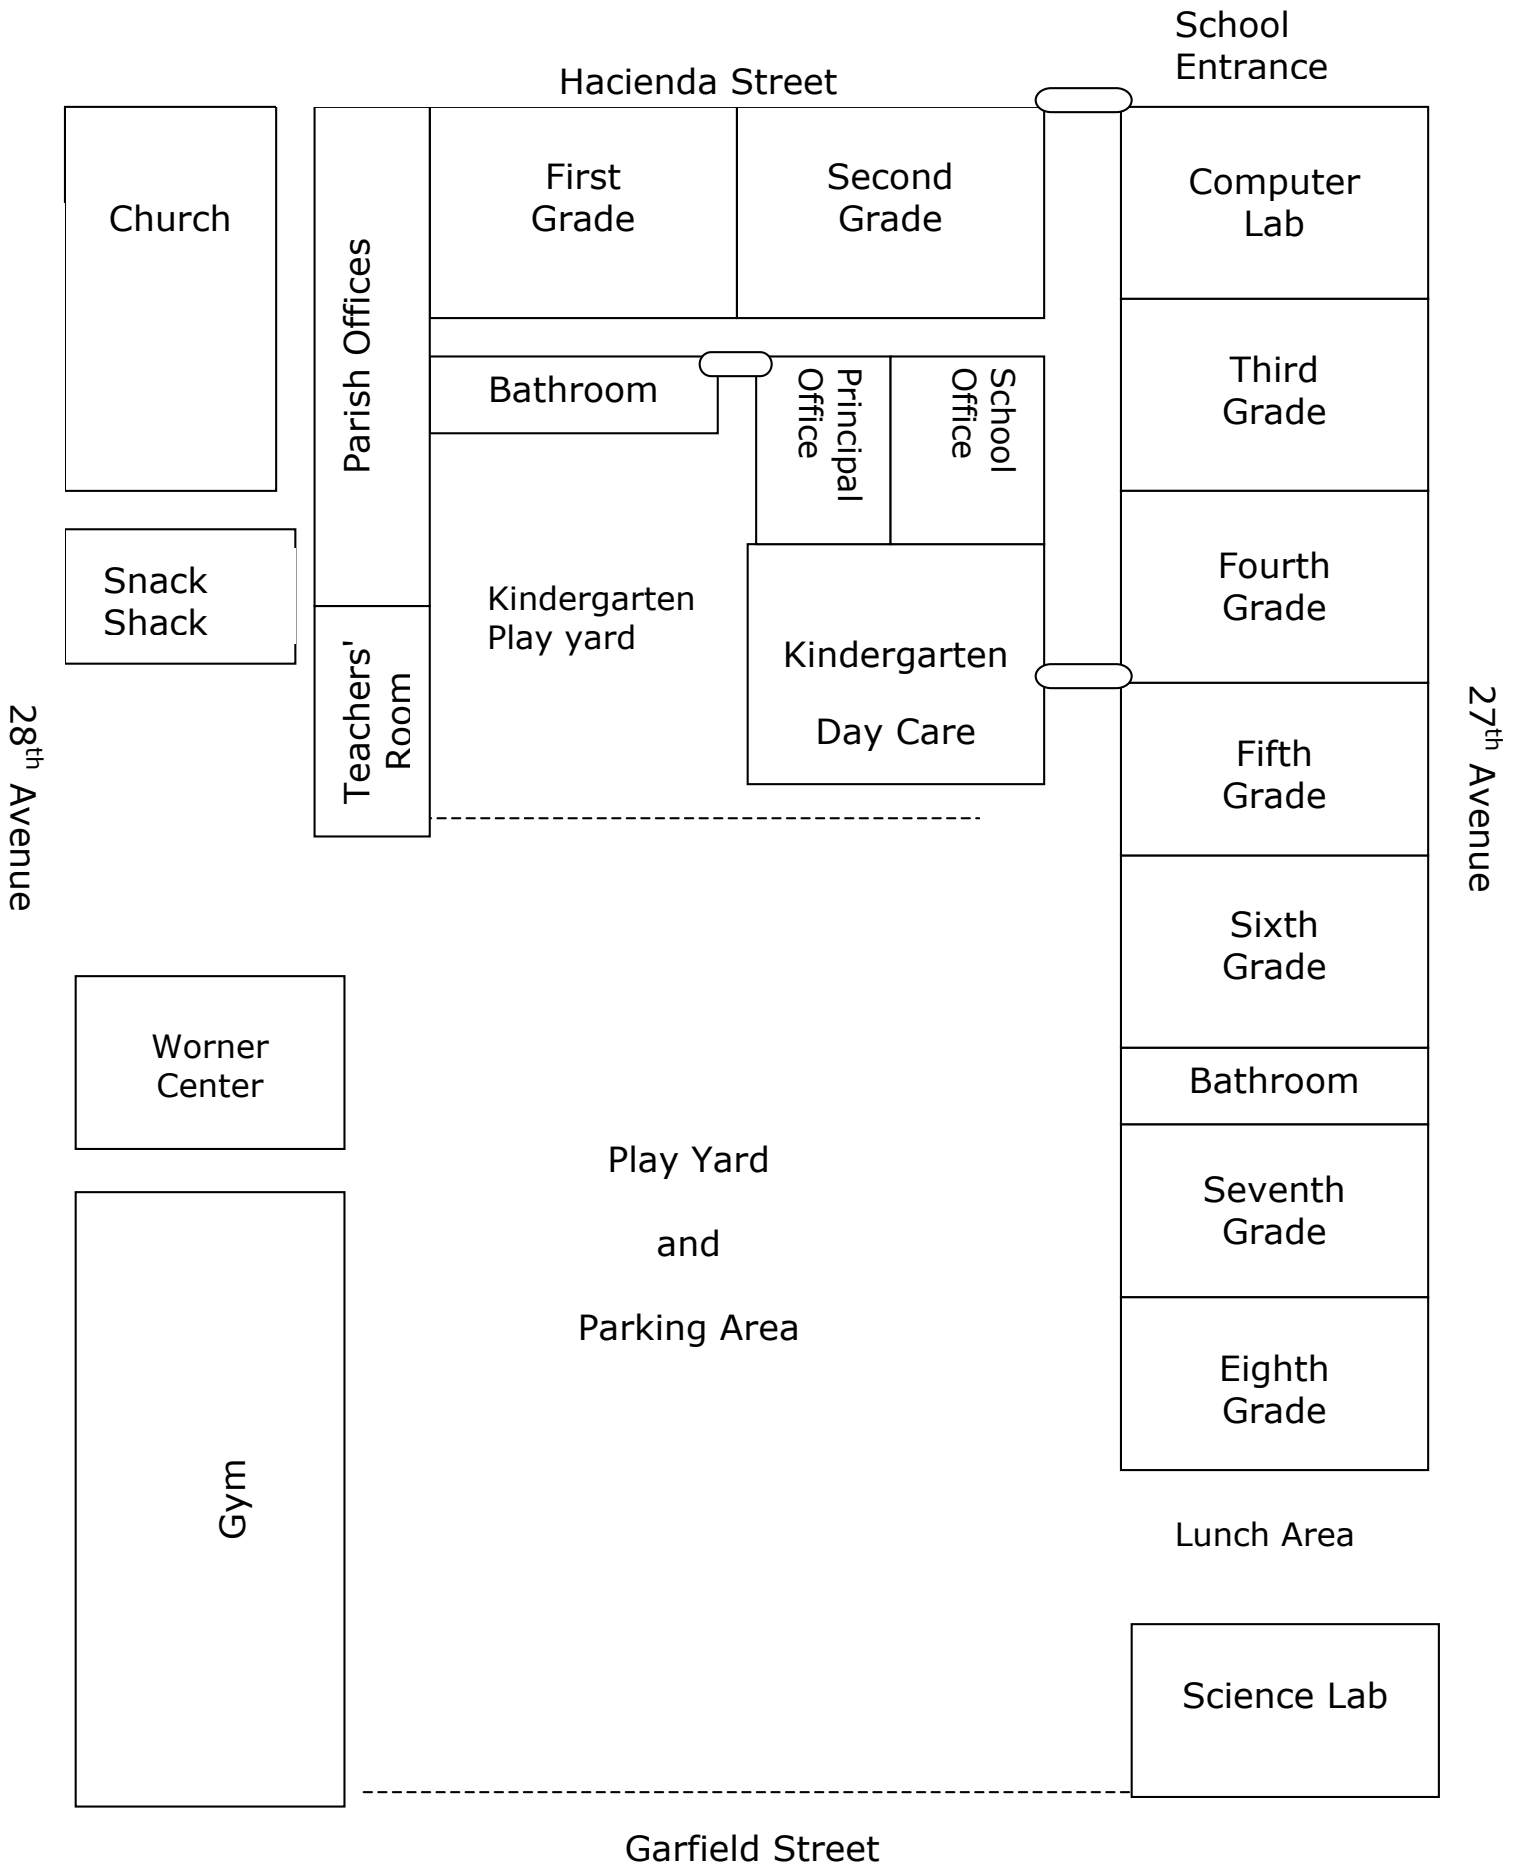 School
Entrance
Hacienda Street
Church
Parish Offices
First
Grade
Second
Grade
Computer
Lab
Bathroom
Principal
Office
School
Office
Third
Grade
Snack
Shack
Kindergarten
Play yard
Kindergarten
Day Care
Fourth
Grade
Teachers'
Room
28th Avenue
27th Avenue
Fifth
Grade
Sixth
Grade
Worner
Center
Bathroom
Play Yard
and
Parking Area
Seventh
Grade
Eighth
Grade
Gym
Lunch Area
Science Lab
Garfield Street